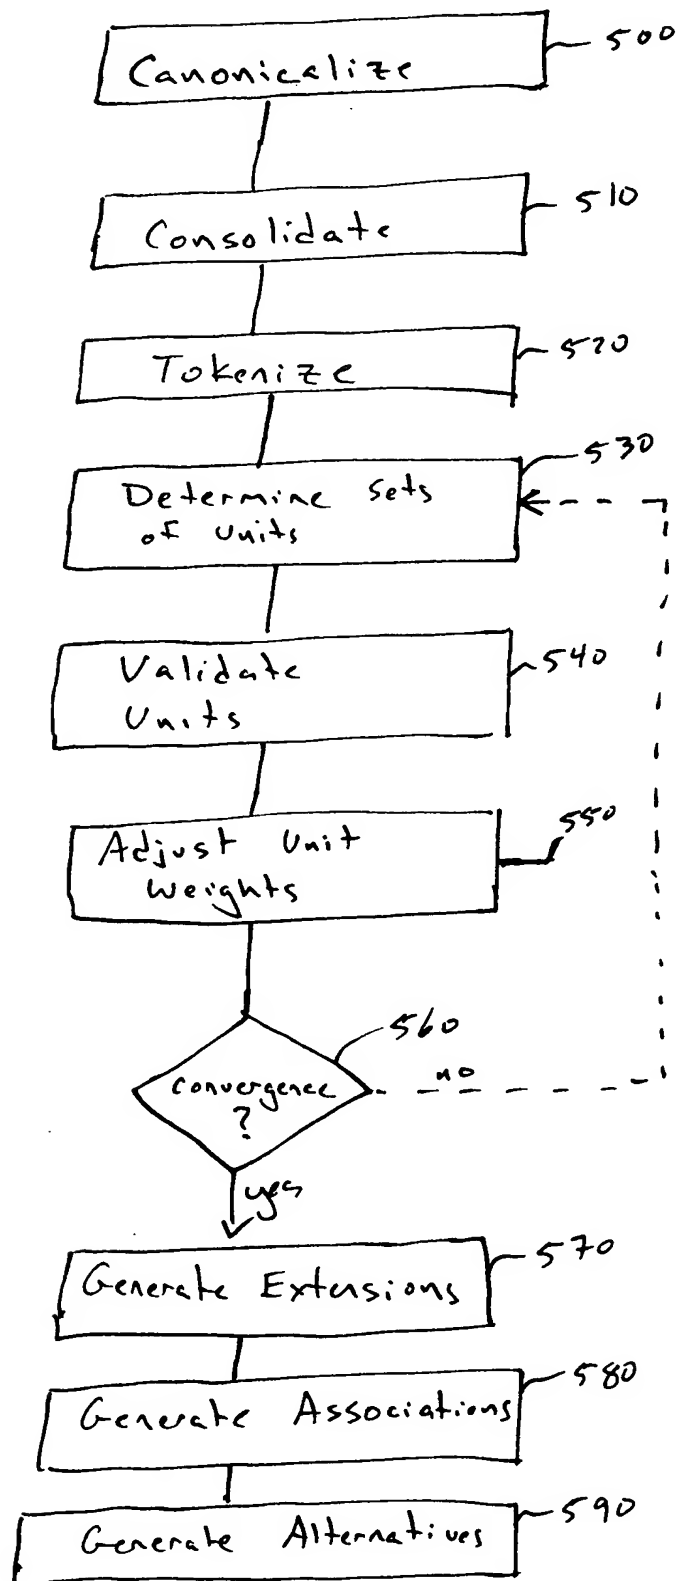 Canonicalize
500
Consolidate
510
Tokenize
520
530
Determine Sets
of Units
Validate
Units
540
Adjust Unit
Weights
550
560
convergence
?
no
yes
Generate Extensions
570
Generate Associations
580
Generate Alternatives
590